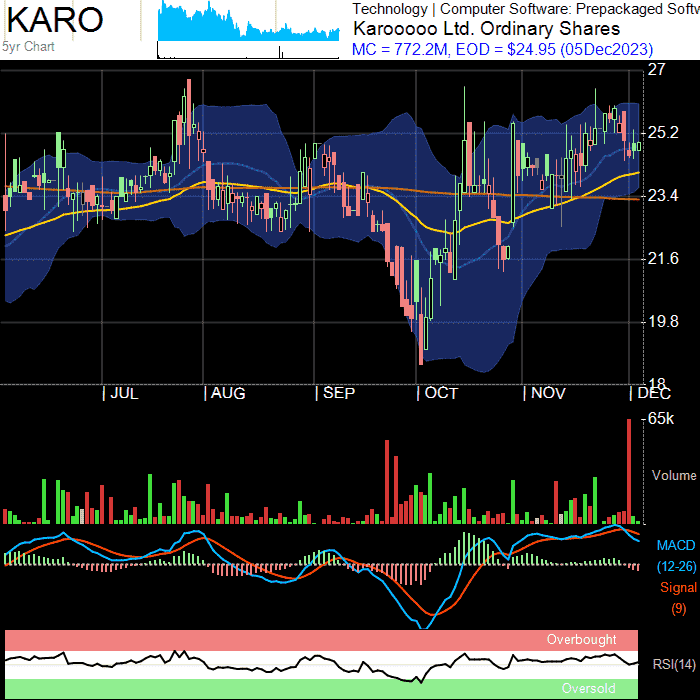 KARO
5yr Chart
Technology | Computer Software: Prepackaged Softw
Karooooo Ltd. Ordinary Shares
MC = 772.2M, EOD = $24.95 (05Dec2023)
27
25.2
23.4
21.6
19.8
18
JUL
AUG
SEP
OCT
NOV
DEC
65k
Volume
MACD
(12-26)
Signal
(9)
Overbought
RSI(14)
Oversold